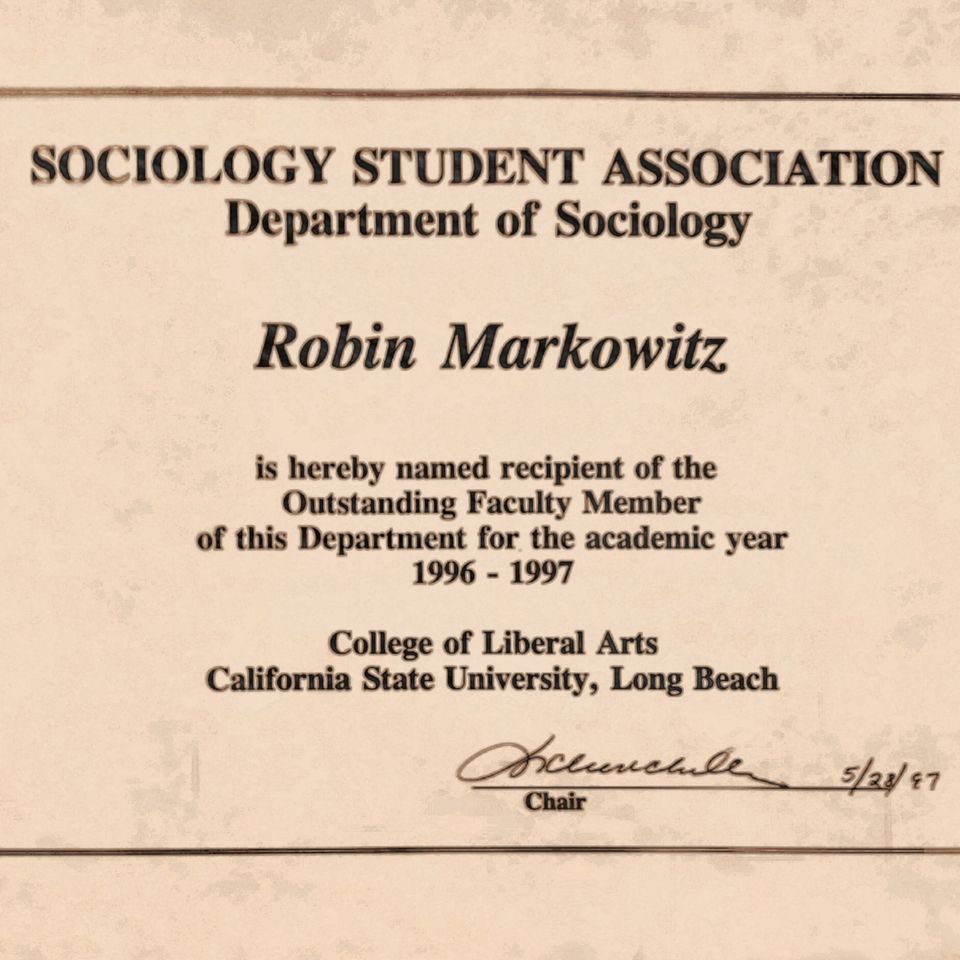 SOCIOLOGY STUDENT ASSOCIATION
Department of Sociology
Robin Markowitz
is hereby named recipient of the
Outstanding Faculty Member
of this Department for the academic year
1996 - 1997
College of Liberal Arts
California State University, Long Beach
5/28/97
Chair